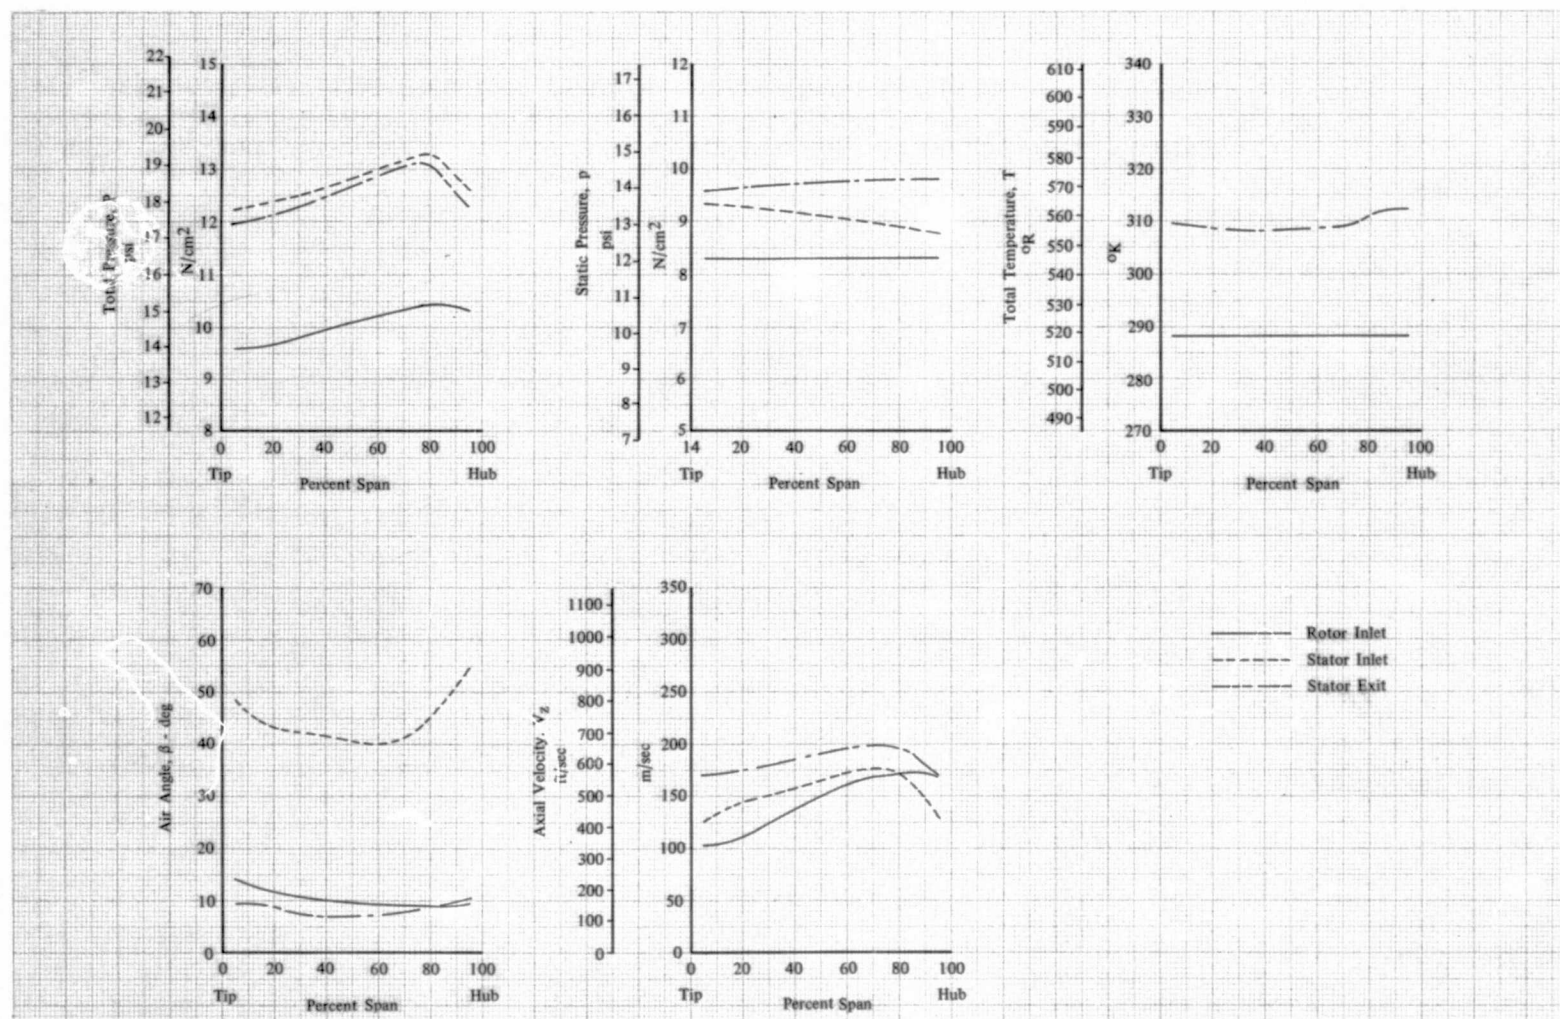 22
21
20
19
18
17
16
15
14
13
12
Total Pressure, P
psi
15
14
13
12
11
10
9
8
N/cm2
0 20 40 60 80 100
Tip Hub
Percent Span
17
16
15
14
13
12
11
10
9
8
7
Static Pressure, p
psi
12
11
10
9
8
7
6
5
N/cm2
14 20 40 60 80 100
Tip Hub
Percent Span
610
600
590
580
570
560
550
540
530
520
510
500
490
Total Temperature, T
oR
340
330
320
310
300
290
280
270
oK
0 20 40 60 80 100
Tip Hub
Percent Span
70
60
50
40
30
20
10
0
Air Angle, β - deg
0 20 40 60 80 100
Tip Hub
Percent Span
1100
1000
900
800
700
600
500
400
300
200
100
0
Axial Velocity. Vz
ft/sec
350
300
250
200
150
100
50
0
m/sec
0 20 40 60 80 100
Tip Hub
Percent Span
Rotor Inlet
Stator Inlet
Stator Exit